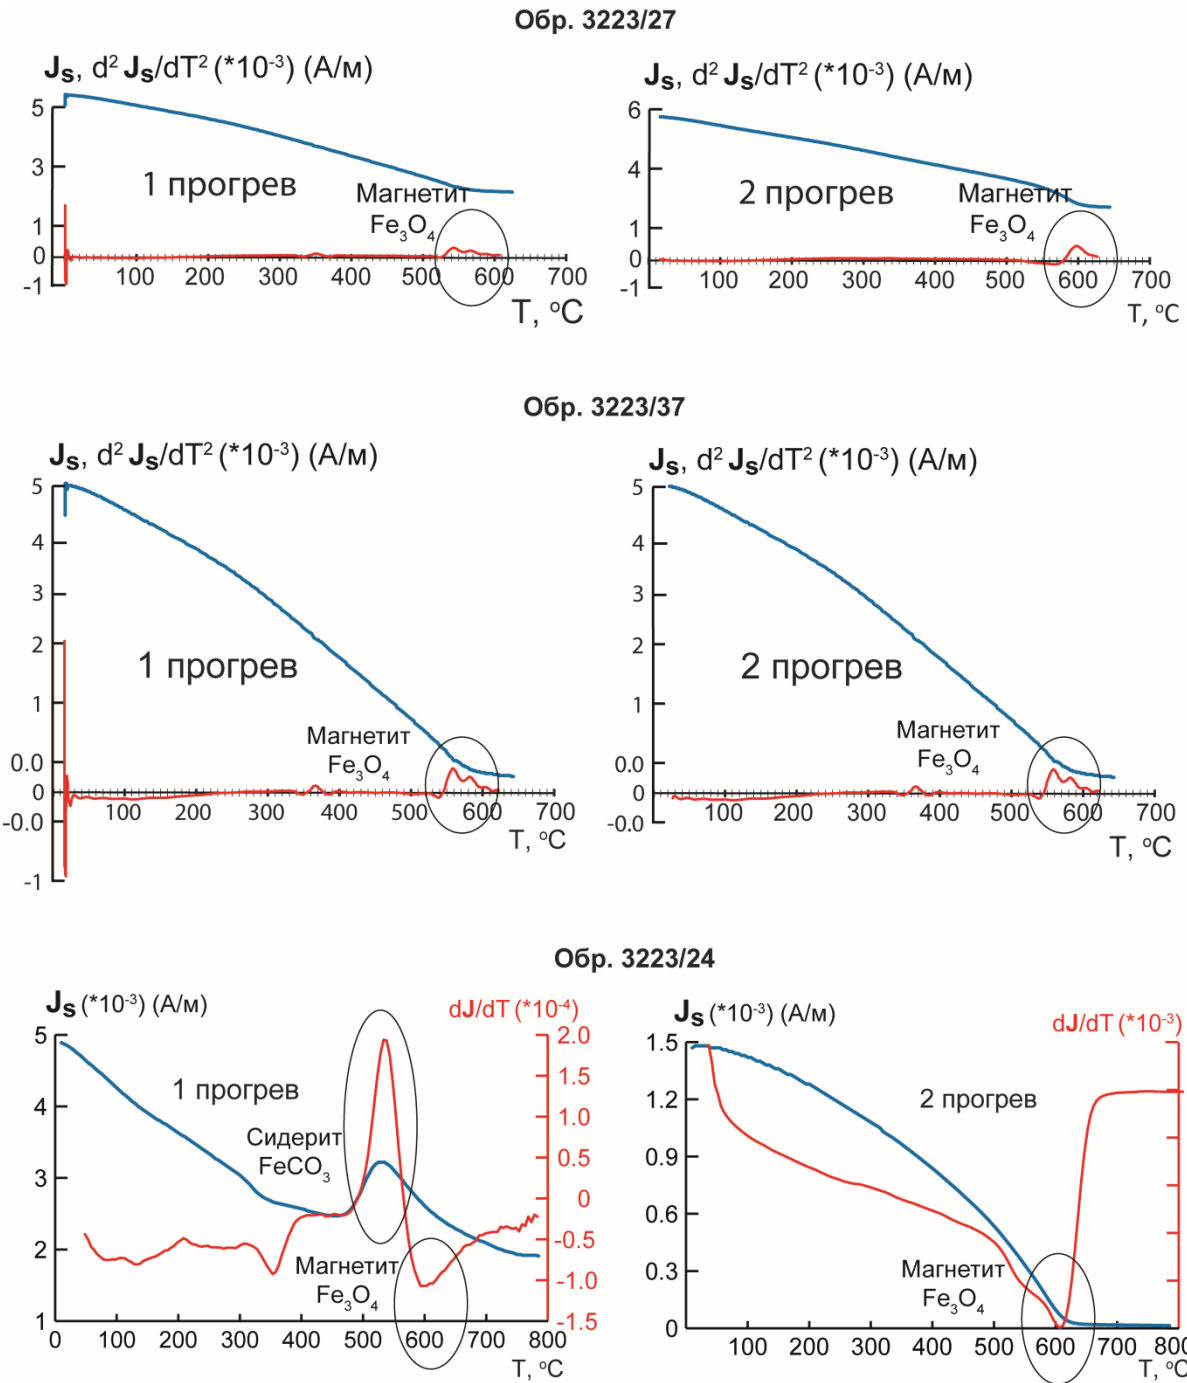 Обр. 3223/27
Js, d² Js/dT² (*10⁻³) (А/м)
5
3
1
0
-1
1 прогрев
Магнетит
Fe₃O₄
100 200 300 400 500 600 700
T, °C
Js, d² Js/dT² (*10⁻³) (А/м)
6
4
1
0
-1
2 прогрев
Магнетит
Fe₃O₄
100 200 300 400 500 600 700
T, °C
Обр. 3223/37
Js, d² Js/dT² (*10⁻³) (А/м)
5
4
3
2
1
0.0
0
-0.0
-1
1 прогрев
Магнетит
Fe₃O₄
100 200 300 400 500 600 700
T, °C
Js, d² Js/dT² (*10⁻³) (А/м)
5
4
3
2
1
0.0
0
-0.0
2 прогрев
Магнетит
Fe₃O₄
100 200 300 400 500 600 700
T, °C
Обр. 3223/24
Js (*10⁻³) (А/м)
dJ/dT (*10⁻⁴)
5
4
3
2
1
1 прогрев
Сидерит
FeCO₃
Магнетит
Fe₃O₄
2.0
1.5
1.0
0.5
0
-0.5
-1.0
-1.5
0 100 200 300 400 500 600 700 800
T, °C
Js (*10⁻³) (А/м)
dJ/dT (*10⁻³)
1.5
1.2
0.9
0.6
0.3
0
2 прогрев
Магнетит
Fe₃O₄
100 200 300 400 500 600 700 800
T, °C